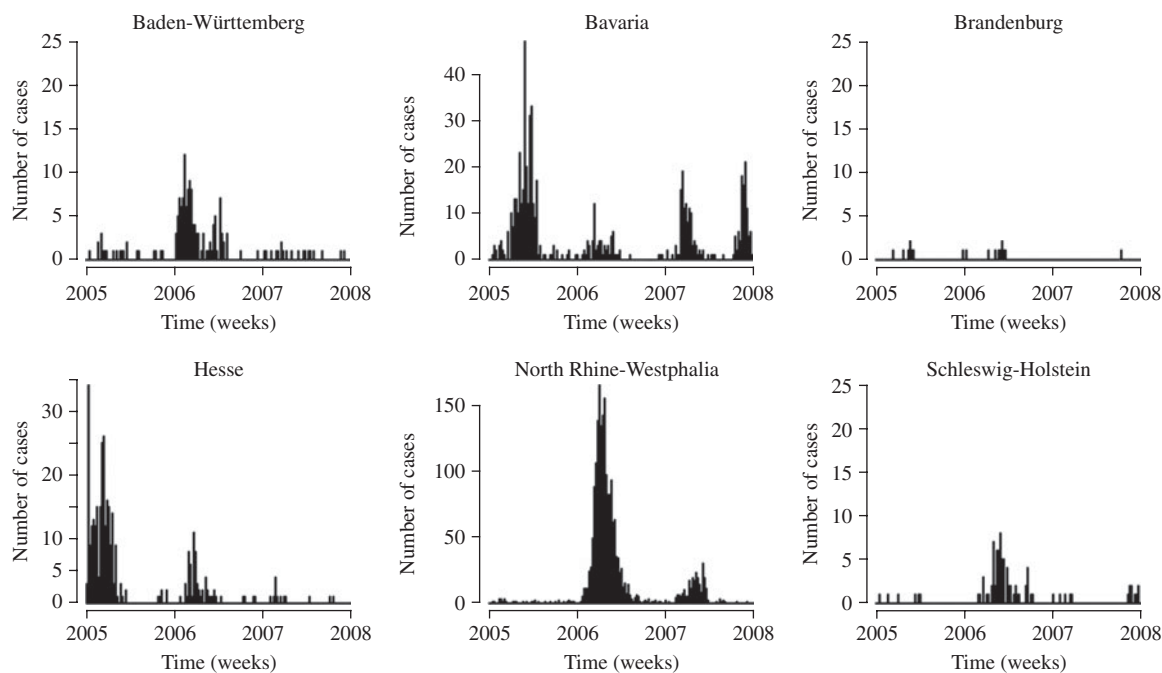 Baden-Württemberg
Bavaria
Brandenburg
Number of cases
25
20
15
10
5
0
2005 2006 2007 2008
Time (weeks)
Number of cases
40
30
20
10
0
2005 2006 2007 2008
Time (weeks)
Number of cases
25
20
15
10
5
0
2005 2006 2007 2008
Time (weeks)
Hesse
North Rhine-Westphalia
Schleswig-Holstein
Number of cases
30
20
10
5
0
2005 2006 2007 2008
Time (weeks)
Number of cases
150
100
50
0
2005 2006 2007 2008
Time (weeks)
Number of cases
25
20
15
10
5
0
2005 2006 2007 2008
Time (weeks)